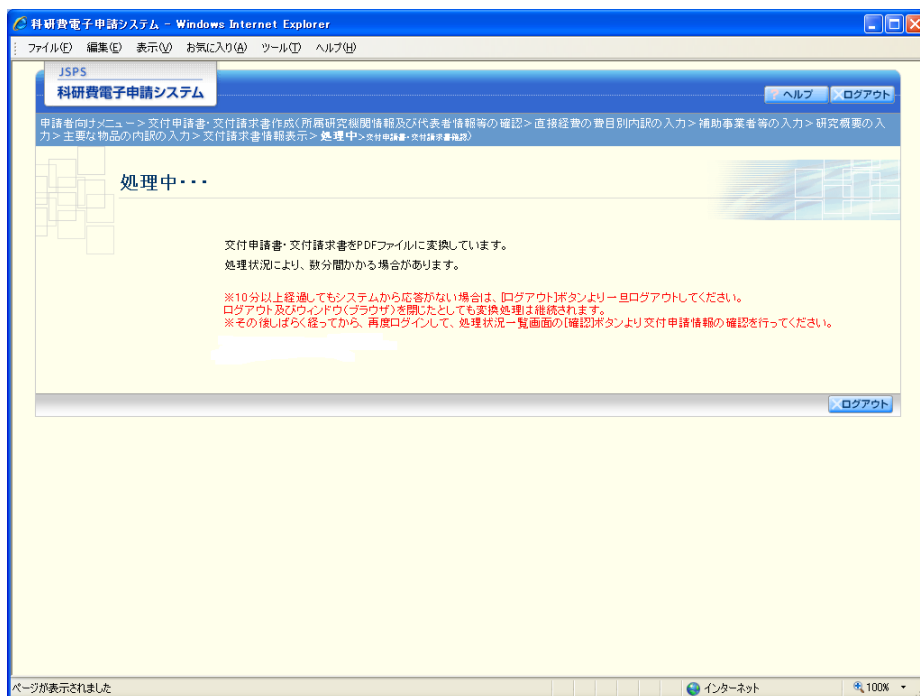 科研費電子申請システム - Windows Internet Explorer
ファイル(F) 編集(E) 表示(V) お気に入り(A) ツール(T) ヘルプ(H)
JSPS
科研費電子申請システム
ヘルプ ログアウト
申請者向けメニュー>交付申請書・交付請求書作成(所属研究機関情報及び代表者情報等の確認>直接経費の費目別内訳の入力>補助事業者等の入力>研究概要の入
力>主要な物品の内訳の入力>交付請求書情報表示>処理中>交付申請書・交付請求書確認)
処理中・・・
交付申請書・交付請求書をPDFファイルに変換しています。
処理状況により、数分間かかる場合があります。
※10分以上経過してもシステムから応答がない場合は、[ログアウト]ボタンより一旦ログアウトしてください。
ログアウト及びウィンドウ(ブラウザ)を閉じたとしても変換処理は継続されます。
※その後しばらく経ってから、再度ログインして、処理状況一覧画面の[確認]ボタンより交付申請情報の確認を行ってください。
ログアウト
ページが表示されました インターネット 100%